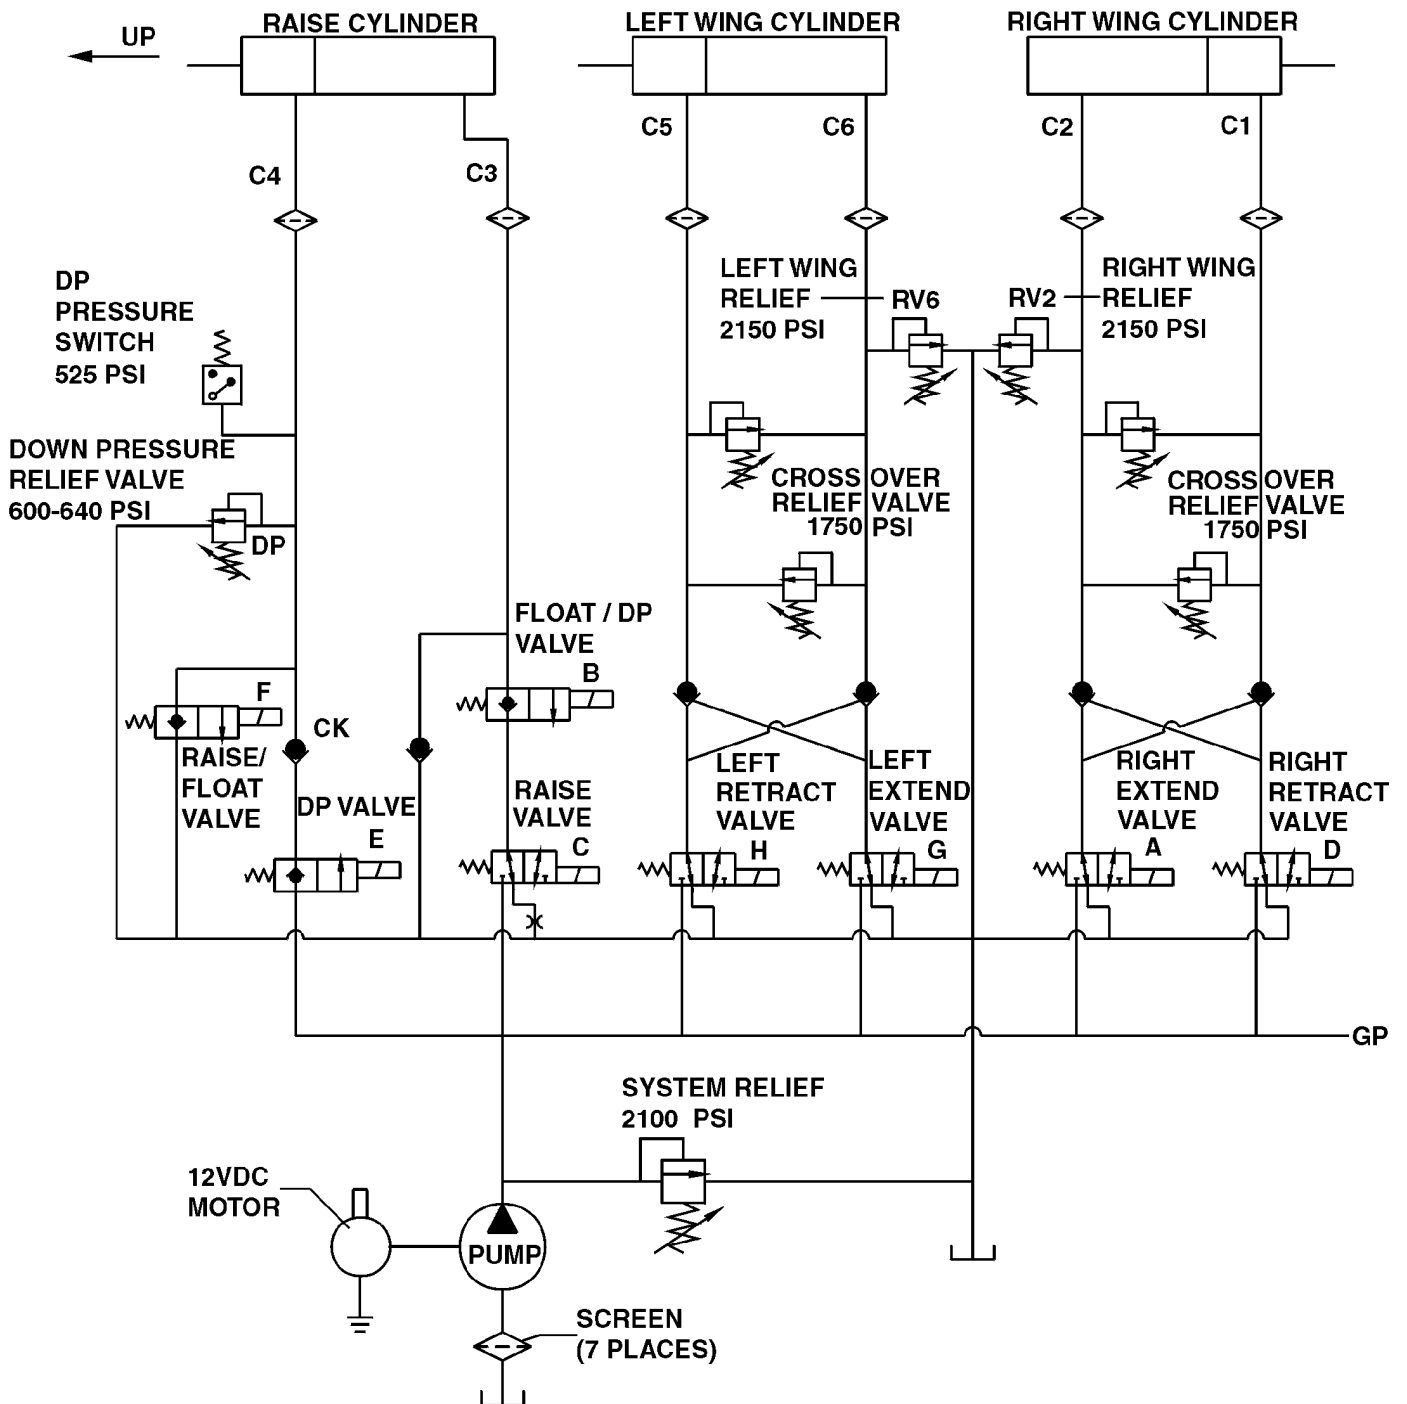 UP
RAISE CYLINDER
LEFT WING CYLINDER
RIGHT WING CYLINDER
C4
C3
C5
C6
C2
C1
DP
PRESSURE
SWITCH
525 PSI
LEFT WING
RELIEF
2150 PSI
RV6
RV2
RIGHT WING
RELIEF
2150 PSI
DOWN PRESSURE
RELIEF VALVE
600-640 PSI
DP
CROSS OVER
RELIEF VALVE
1750 PSI
CROSS OVER
RELIEF VALVE
1750 PSI
FLOAT / DP
VALVE
B
F
RAISE/
FLOAT
VALVE
CK
DP VALVE
E
RAISE
VALVE
C
LEFT
RETRACT
VALVE
H
LEFT
EXTEND
VALVE
G
RIGHT
EXTEND
VALVE
A
RIGHT
RETRACT
VALVE
D
GP
SYSTEM RELIEF
2100 PSI
12VDC
MOTOR
PUMP
SCREEN
(7 PLACES)